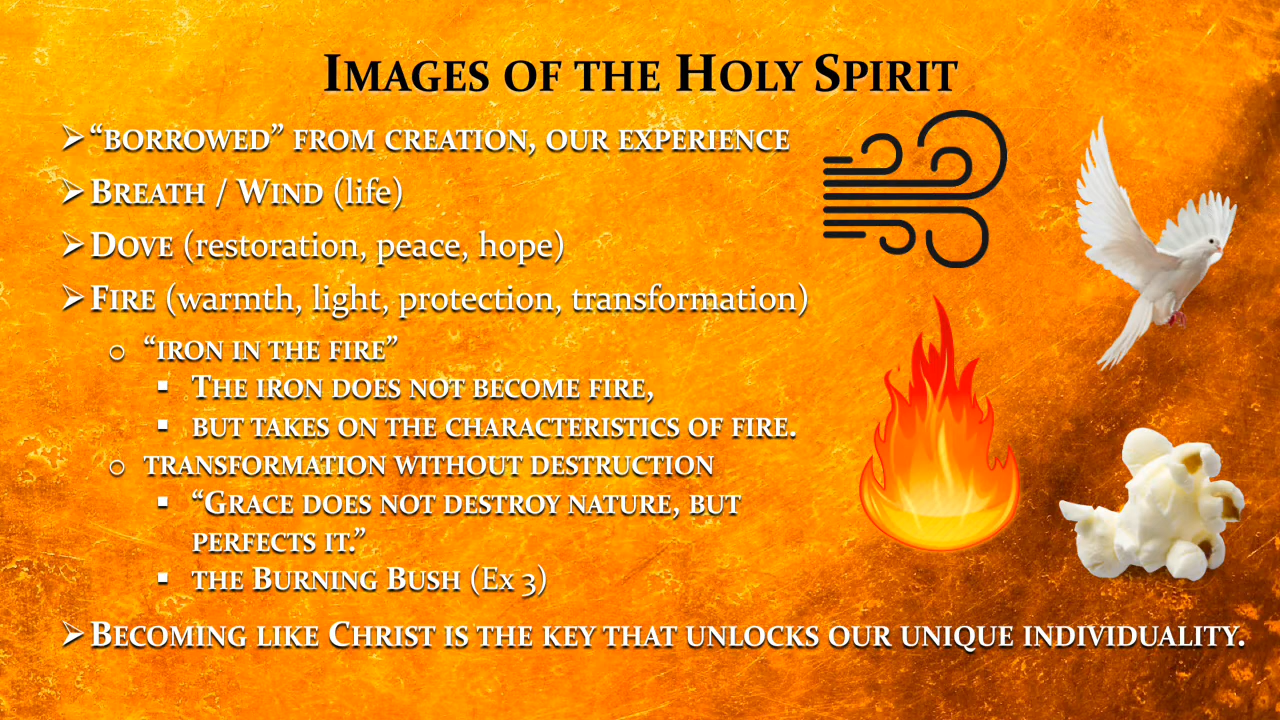 Images of the Holy Spirit
➢ “borrowed” from creation, our experience
➢ Breath / Wind (life)
➢ Dove (restoration, peace, hope)
➢ Fire (warmth, light, protection, transformation)
o “iron in the fire”
▪ The iron does not become fire,
▪ but takes on the characteristics of fire.
o transformation without destruction
▪ “Grace does not destroy nature, but
perfects it.”
▪ the Burning Bush (Ex 3)
➢ Becoming like Christ is the key that unlocks our unique individuality.